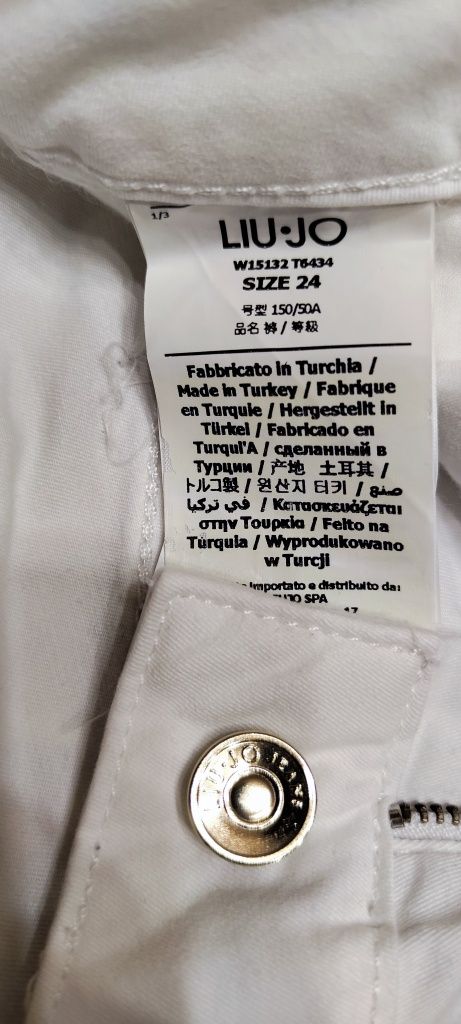 1/3
LIU·JO
W15132 T6434
SIZE 24
号型 150/50A
品名 裤 / 等級
Fabbricato in Turchia /
Made in Turkey / Fabrique
en Turquie / Hergestellt in
Türkei / Fabricado en
Turquí'A / сделанный в
Турции / 产地 土耳其 /
トルコ製 / 원산지 터키 / صنع
في تركيا / Κατασκευάζεται
στην Τουρκία / Feito na
Turquia / Wyprodukowano
w Turcji
Importato e distribuito da:
JO SPA
17
LIU·JO JEANS